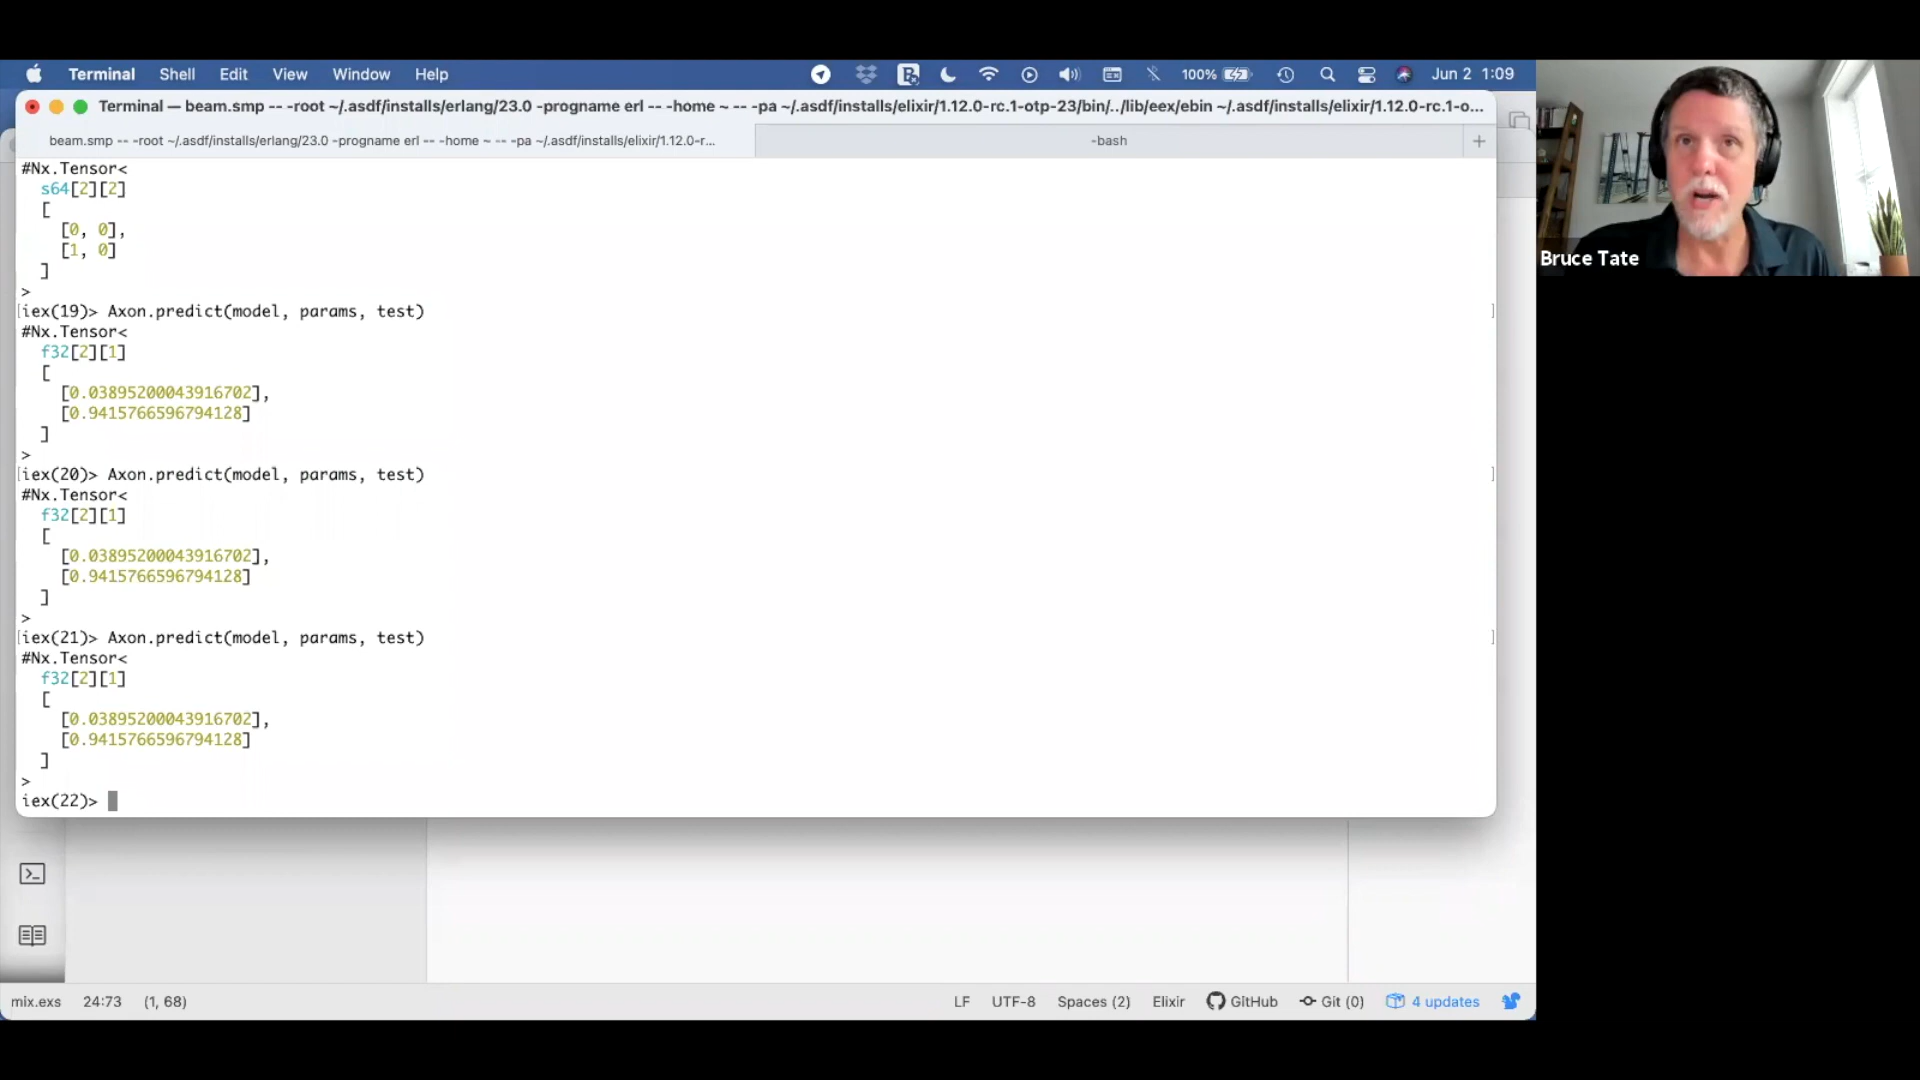 Terminal Shell Edit View Window Help 100% Jun 2 1:09
Terminal — beam.smp -- -root ~/.asdf/installs/erlang/23.0 -progname erl -- -home ~ -- -pa ~/.asdf/installs/elixir/1.12.0-rc.1-otp-23/bin/../lib/eex/ebin ~/.asdf/installs/elixir/1.12.0-rc.1-o...
beam.smp -- -root ~/.asdf/installs/erlang/23.0 -progname erl -- -home ~ -- -pa ~/.asdf/installs/elixir/1.12.0-r... -bash
#Nx.Tensor<
s64[2][2]
[
[0, 0],
[1, 0]
]
>
[iex(19)> Axon.predict(model, params, test) ]
#Nx.Tensor<
f32[2][1]
[
[0.03895200043916702],
[0.9415766596794128]
]
>
[iex(20)> Axon.predict(model, params, test) ]
#Nx.Tensor<
f32[2][1]
[
[0.03895200043916702],
[0.9415766596794128]
]
>
[iex(21)> Axon.predict(model, params, test) ]
#Nx.Tensor<
f32[2][1]
[
[0.03895200043916702],
[0.9415766596794128]
]
>
iex(22)>
mix.exs 24:73 (1, 68) LF UTF-8 Spaces (2) Elixir GitHub Git (0) 4 updates
Bruce Tate